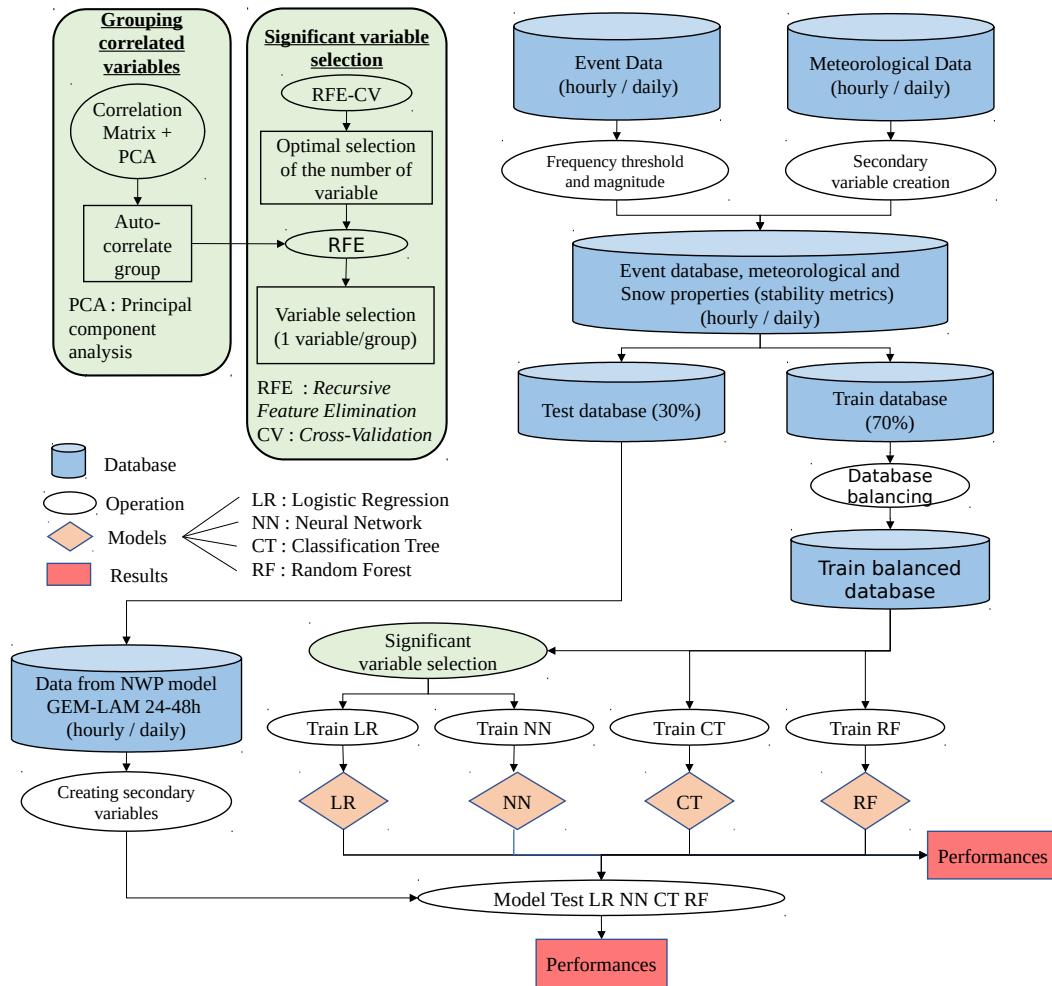 Grouping
correlated
variables
Correlation
Matrix +
PCA
Auto-
correlate
group
PCA : Principal
component
analysis
Significant variable
selection
RFE-CV
Optimal selection
of the number of
variable
RFE
Variable selection
(1 variable/group)
RFE : Recursive
Feature Elimination
CV : Cross-Validation
Event Data
(hourly / daily)
Meteorological Data
(hourly / daily)
Frequency threshold
and magnitude
Secondary
variable creation
Event database, meteorological and
Snow properties (stability metrics)
(hourly / daily)
Test database (30%)
Train database
(70%)
Database
balancing
Train balanced
database
Database
Operation
Models
Results
LR : Logistic Regression
NN : Neural Network
CT : Classification Tree
RF : Random Forest
Data from NWP model
GEM-LAM 24-48h
(hourly / daily)
Creating secondary
variables
Significant
variable selection
Train LR
Train NN
Train CT
Train RF
LR
NN
CT
RF
Performances
Model Test LR NN CT RF
Performances